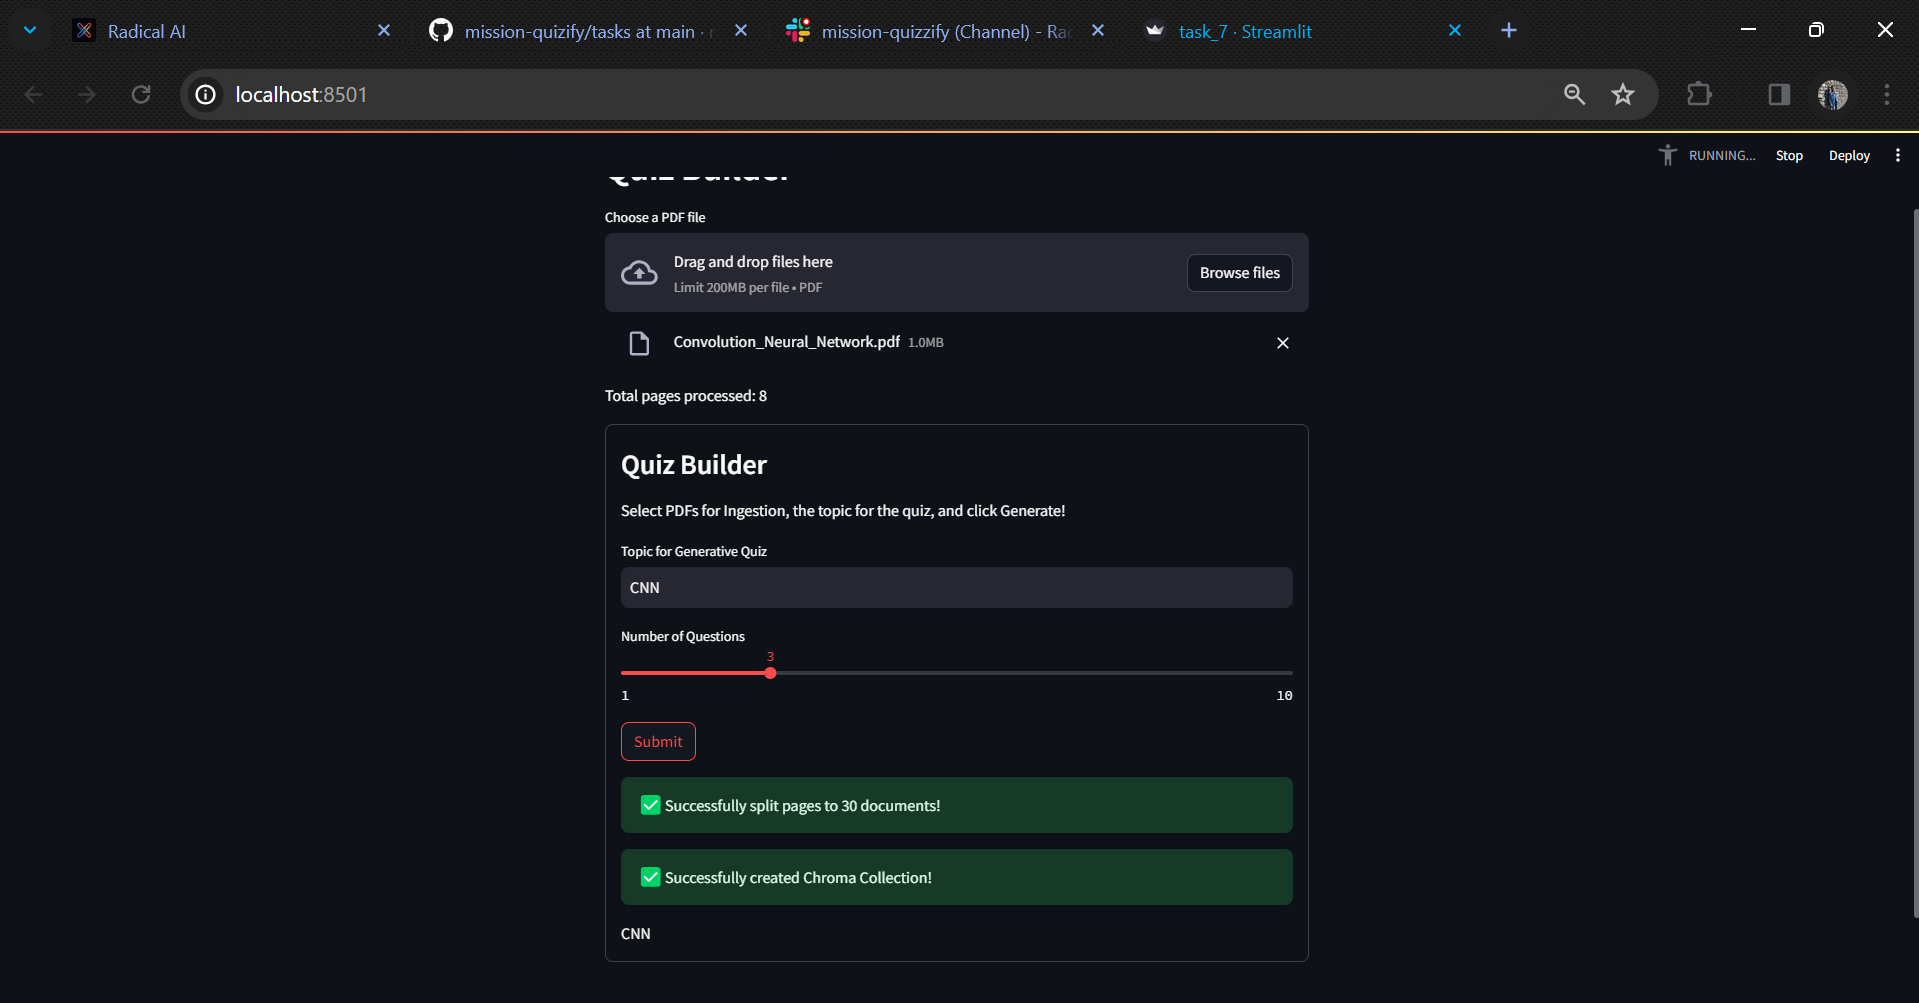 Radical AI
mission-quizify/tasks at main ·
mission-quizzify (Channel) - Ra
task_7 · Streamlit
localhost:8501
RUNNING...
Stop
Deploy
Quiz Builder
Choose a PDF file
Drag and drop files here
Limit 200MB per file • PDF
Browse files
Convolution_Neural_Network.pdf 1.0MB
Total pages processed: 8
Quiz Builder
Select PDFs for Ingestion, the topic for the quiz, and click Generate!
Topic for Generative Quiz
CNN
Number of Questions
3
1
10
Submit
✅ Successfully split pages to 30 documents!
✅ Successfully created Chroma Collection!
CNN